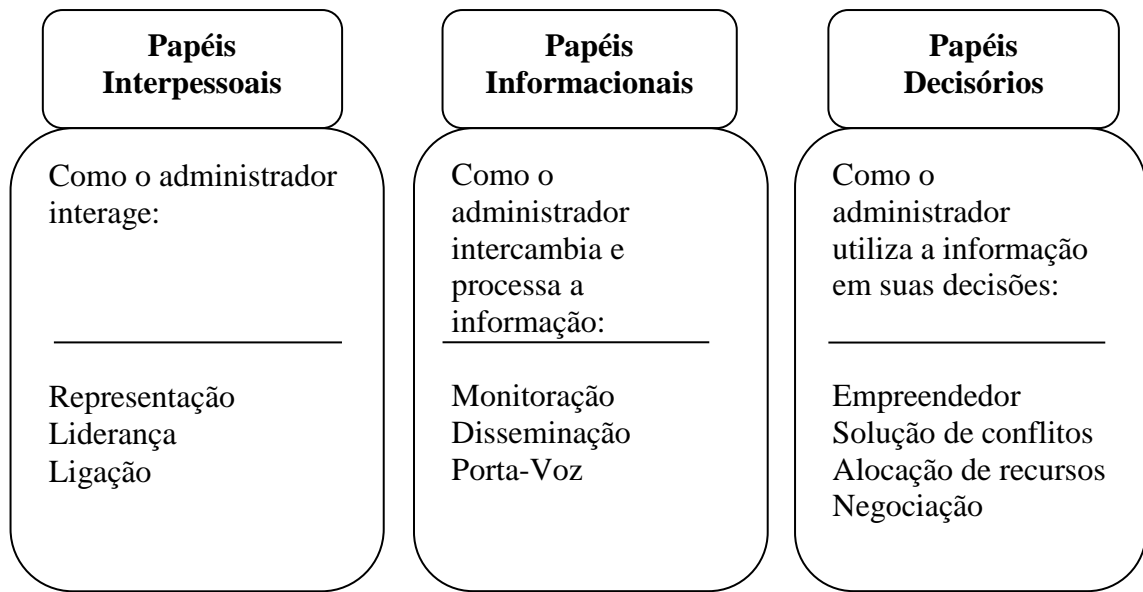 Papéis
Interpessoais
Como o administrador
interage:
Representação
Liderança
Ligação
Papéis
Informacionais
Como o
administrador
intercambia e
processa a
informação:
Monitoração
Disseminação
Porta-Voz
Papéis
Decisórios
Como o
administrador
utiliza a informação
em suas decisões:
Empreendedor
Solução de conflitos
Alocação de recursos
Negociação